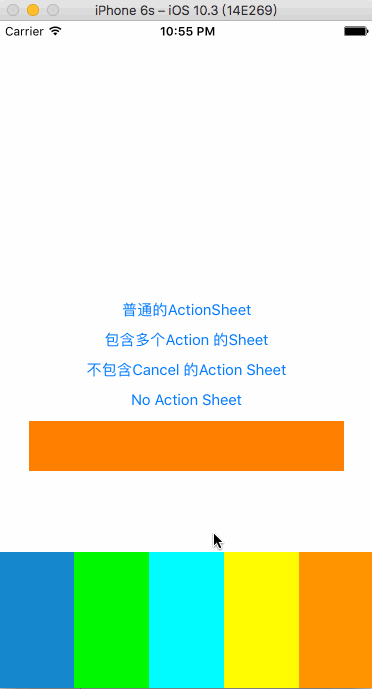 iPhone 6s – iOS 10.3 (14E269)
Carrier 10:55 PM
普通的ActionSheet
包含多个Action 的Sheet
不包含Cancel 的Action Sheet
No Action Sheet